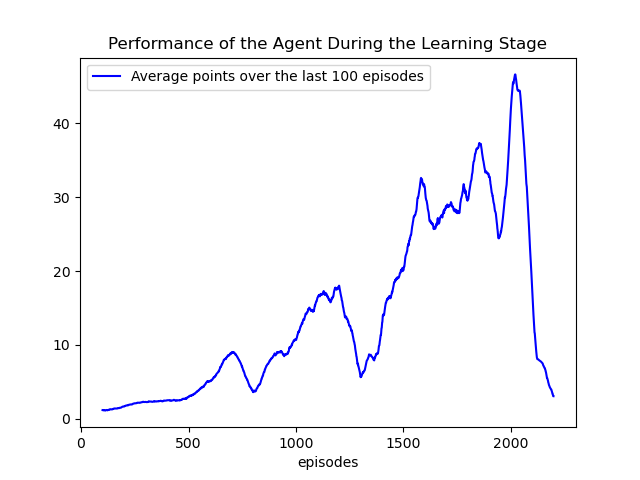 Performance of the Agent During the Learning Stage
Average points over the last 100 episodes
40
30
20
10
0
0 500 1000 1500 2000
episodes